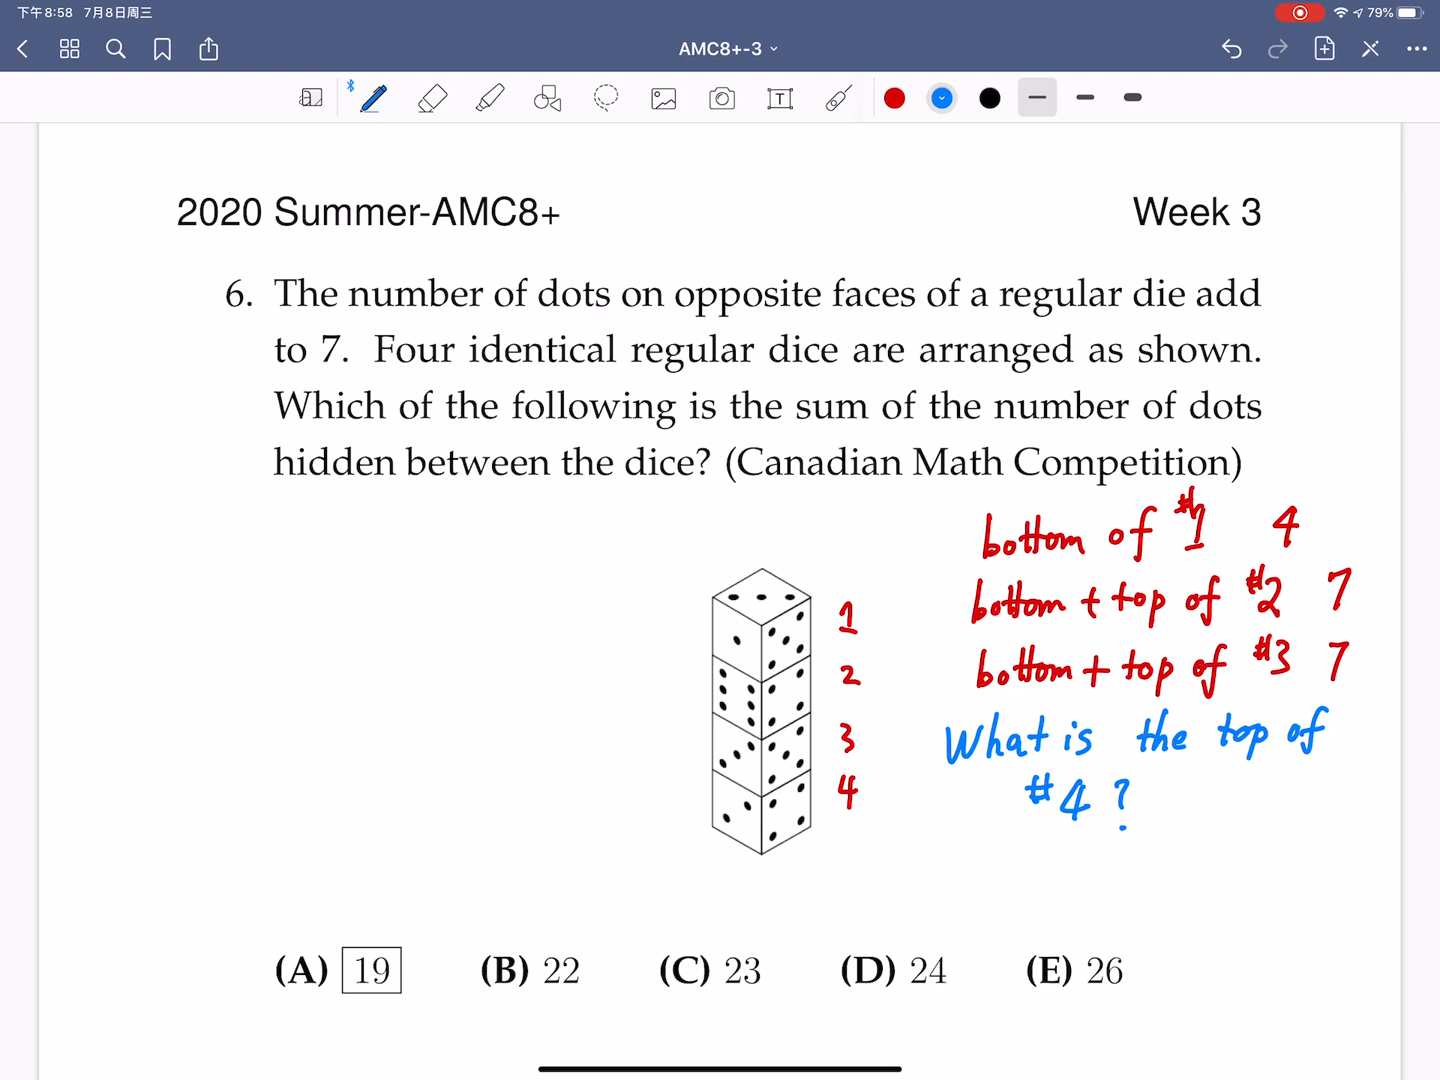 下午8:58 7月8日周三
79%
AMC8+-3
T
2020 Summer-AMC8+ Week 3
6. The number of dots on opposite faces of a regular die add
to 7. Four identical regular dice are arranged as shown.
Which of the following is the sum of the number of dots
hidden between the dice? (Canadian Math Competition)
bottom of #1 4
bottom + top of #2 7
bottom + top of #3 7
What is the top of
#4 ?
1
2
3
4
(A) 19 (B) 22 (C) 23 (D) 24 (E) 26